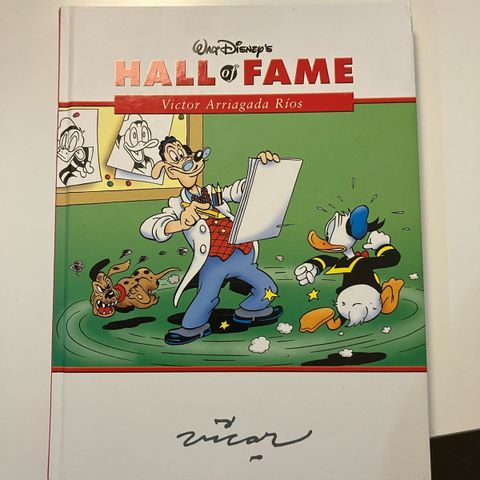 Walt Disney's
HALL of FAME
Victor Arriagada Ríos
Vicar